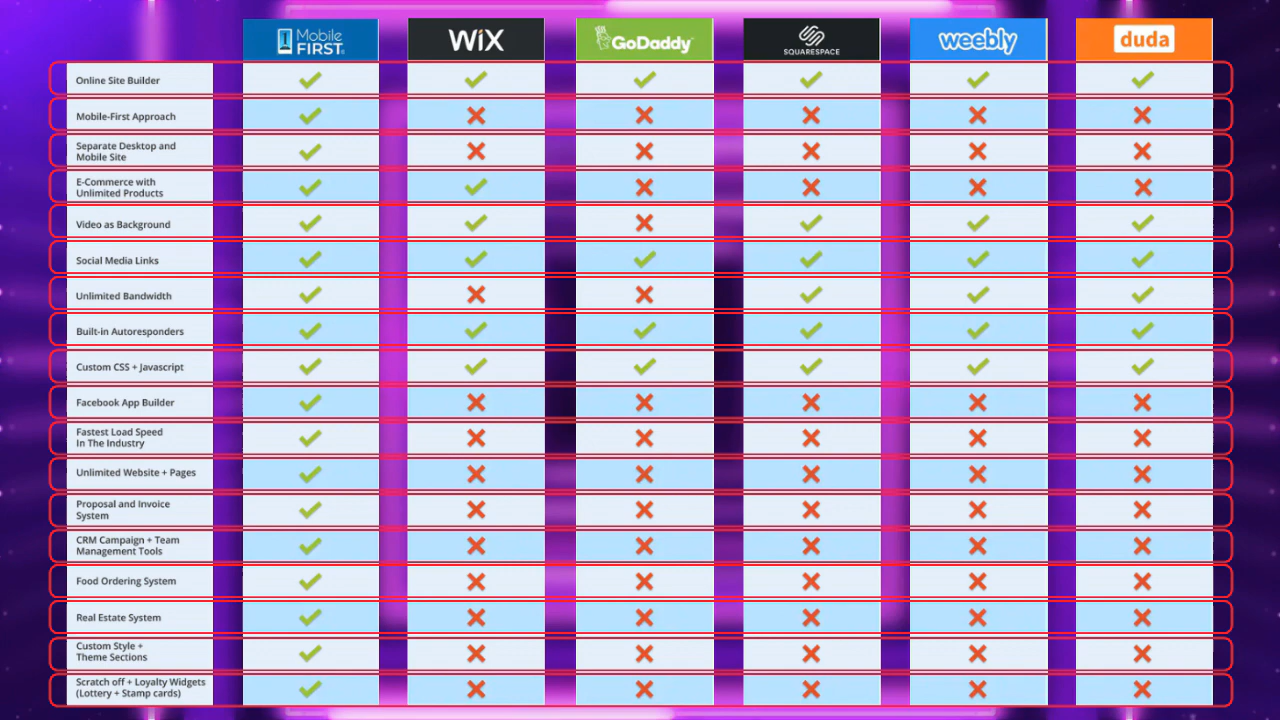 Mobile
FIRST
WiX
GoDaddy
SQUARESPACE
weebly
duda
Online Site Builder
Mobile-First Approach
Separate Desktop and
Mobile Site
E-Commerce with
Unlimited Products
Video as Background
Social Media Links
Unlimited Bandwidth
Built-in Autoresponders
Custom CSS + Javascript
Facebook App Builder
Fastest Load Speed
In The Industry
Unlimited Website + Pages
Proposal and Invoice
System
CRM Campaign + Team
Management Tools
Food Ordering System
Real Estate System
Custom Style +
Theme Sections
Scratch off + Loyalty Widgets
(Lottery + Stamp cards)